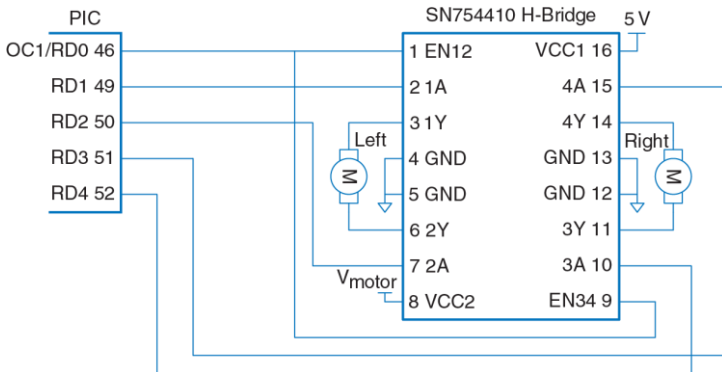 PIC
OC1/RD0 46
RD1 49
RD2 50
RD3 51
RD4 52
SN754410 H-Bridge
5 V
1 EN12
2 1A
3 1Y
4 GND
5 GND
6 2Y
7 2A
8 VCC2
VCC1 16
4A 15
4Y 14
GND 13
GND 12
3Y 11
3A 10
EN34 9
Left
M
Vmotor
Right
M